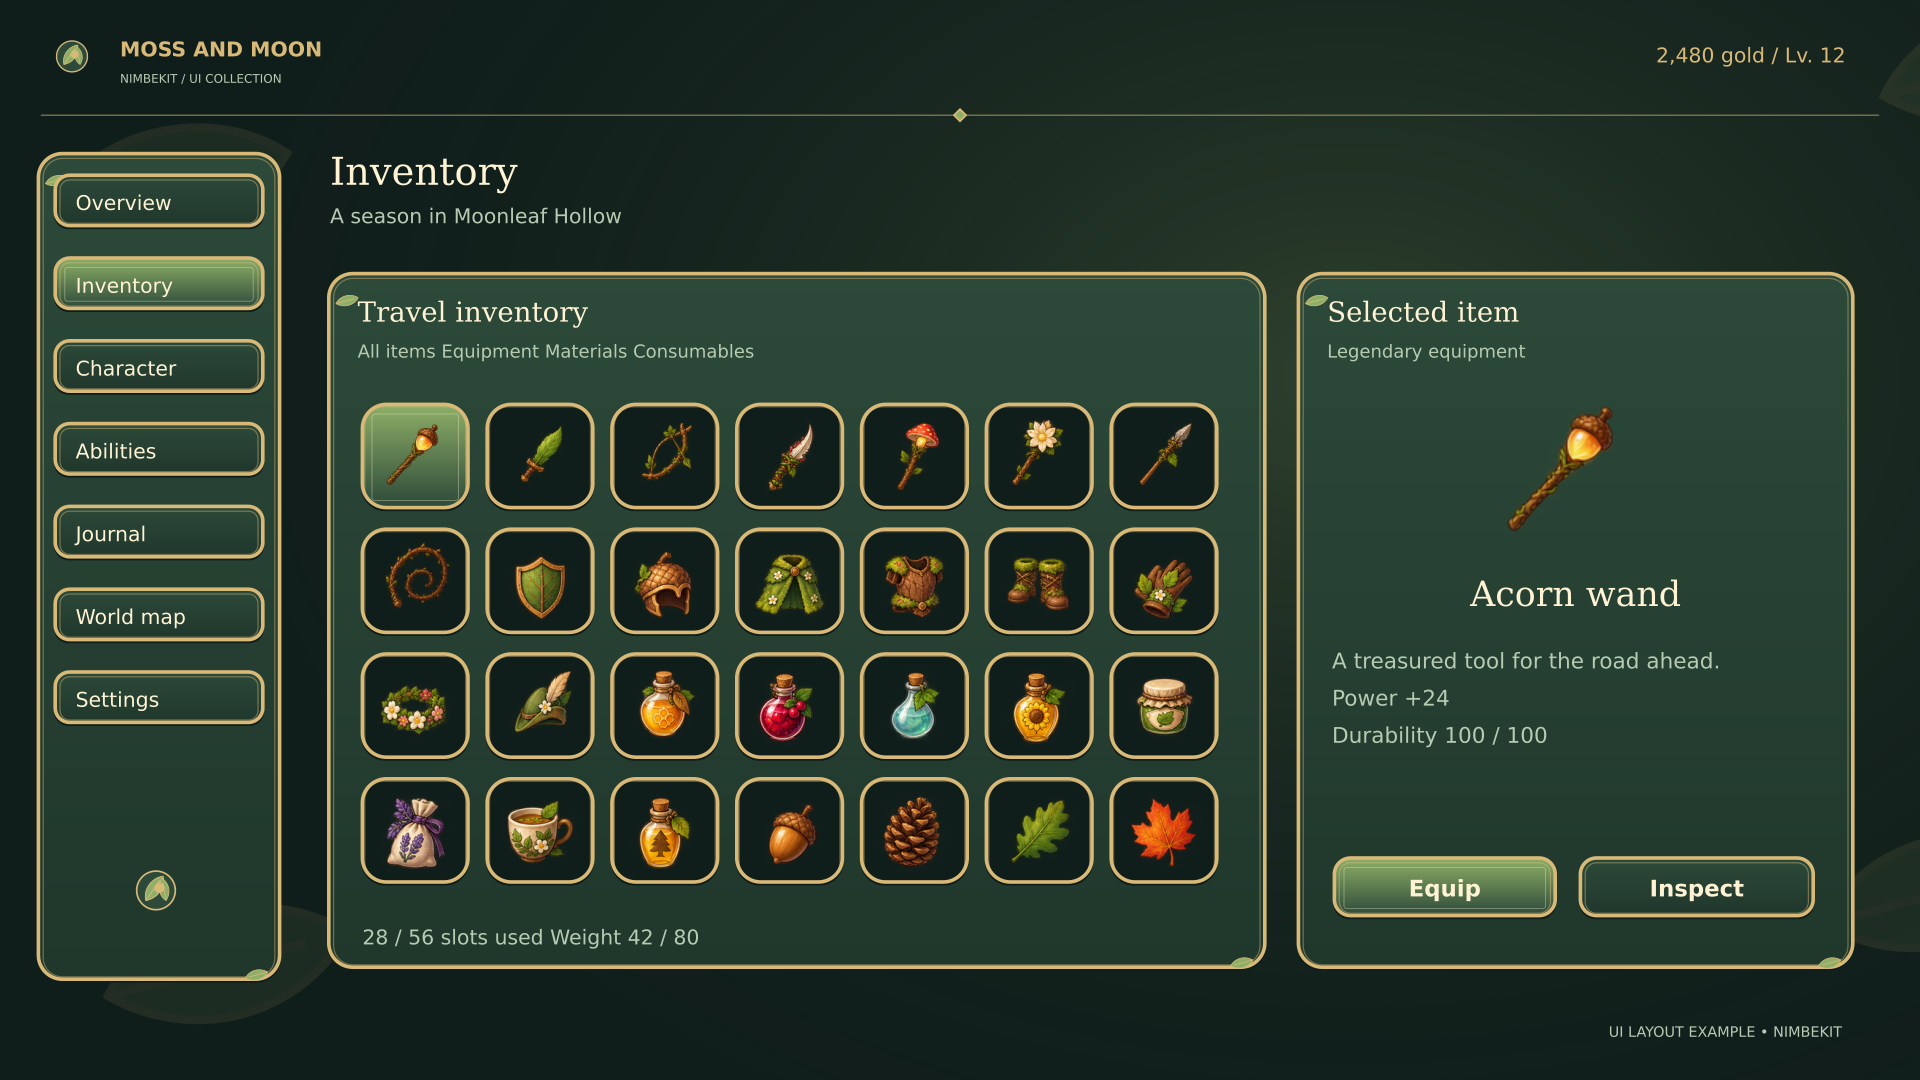 MOSS AND MOON
NIMBEKIT / UI COLLECTION
2,480 gold / Lv. 12
Overview
Inventory
Character
Abilities
Journal
World map
Settings
Inventory
A season in Moonleaf Hollow
Travel inventory
All items Equipment Materials Consumables
28 / 56 slots used Weight 42 / 80
Selected item
Legendary equipment
Acorn wand
A treasured tool for the road ahead.
Power +24
Durability 100 / 100
Equip
Inspect
UI LAYOUT EXAMPLE • NIMBEKIT